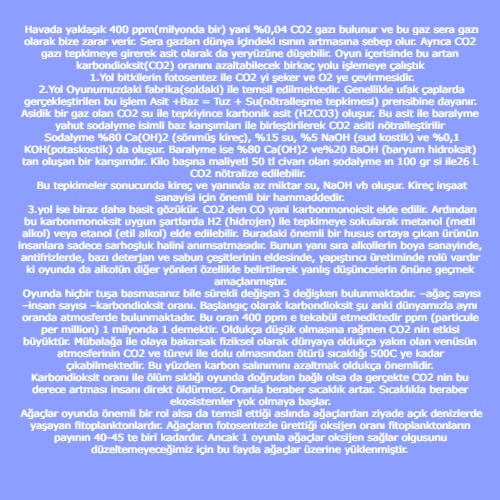 Havada yaklaşık 400 ppm(milyonda bir) yani %0,04 CO2 gazı bulunur ve bu gaz sera gazı
olarak bize zarar verir. Sera gazları dünya içindeki ısının artmasına sebep olur. Ayrıca CO2
gazı tepkimeye girerek asit olarak da yeryüzüne düşebilir. Oyun içerisinde bu artan
karbondioksit(CO2) oranını azaltabilecek birkaç yolu işlemeye çalıştık
1.Yol bitkilerin fotosentez ile CO2 yi şeker ve O2 ye çevirmesidir.
2.Yol Oyunumuzdaki fabrika(soldaki) ile temsil edilmektedir. Genellilde ufak çaplarda
gerçekleştirilen bu işlem Asit +Baz = Tuz + Su(nötralleşme tepkimesi) prensibine dayanır.
Asidik bir gaz olan CO2 su ile tepkiyince karbonik asit (H2CO3) oluşur. Bu asit ile baralyme
yahut sodalyme isimli baz karışımları ile birleştirilerek CO2 asiti nötralleştirilir
Sodalyme %80 Ca(OH)2 (sönmüş kireç), %15 su, %5 NaOH (sud kostik) ve %0,1
KOH(potaskostik) da oluşur. Baralyme ise %80 Ca(OH)2 ve%20 BaOH (baryum hidroksit)
tan oluşan bir karışımdır. Kilo başına maliyeti 50 tl civarı olan sodalyme ın 100 gr si ile26 L
CO2 nötralize edilebilir.
Bu tepkimeler sonucunda kireç ve yanında az miktar su, NaOH vb oluşur. Kireç inşaat
sanayisi için önemli bir hammaddedir.
3.yol ise biraz daha basit gözükür. CO2 den CO yani karbonmonoksit elde edilir. Ardından
bu karbonmonoksit uygun şartlarda H2 (hidrojen) ile tepkimeye sokularak metanol (metil
alkol) veya etanol (etil alkol) elde edilebilir. Buradaki önemli bir husus ortaya çıkan ürünün
insanlara sadece sarhoşluk halini anımsatmasıdır. Bunun yanı sıra alkollerin boya sanayinde,
antifrizlerde, bazı deterjan ve sabun çeşitlerinin eldesinde, yapıştırıcı üretiminde rolü vardır
ki oyunda da alkolün diğer yönleri özellikle belirtilerek yanlış düşüncelerin önüne geçmek
amaçlanmıştır.
Oyunda hiçbir tuşa basmasanız bile sürekli değişen 3 değişken bulunmaktadır. –ağaç sayısı
–insan sayısı –karbondioksit oranı. Başlangıç olarak karbondioksit şu anki dünyamızla aynı
oranda atmosferde bulunmaktadır. Bu oran 400 ppm e tekabül etmedktedir ppm (particule
per million) 1 milyonda 1 demektir. Oldukça düşük olmasına rağmen CO2 nin etkisi
büyüktür. Mübalağa ile olaya bakarsak fiziksel olarak dünyaya oldukça yakın olan venüsün
atmosferinin CO2 ve türevi ile dolu olmasından ötürü sıcaklığı 500C ye kadar
çıkabilmektedir. Bu yüzden karbon salınımını azaltmak oldukça önemlidir.
Karbondioksit oranı ile ölüm sıklığı oyunda doğrudan bağlı olsa da gerçekte CO2 nin bu
derece artması insanı direkt öldürmez. Oranla beraber sıcaklık artar. Sıcaklıkla beraber
ekosistemler yok olmaya başlar.
Ağaçlar oyunda önemli bir rol alsa da temsil ettiği aslında ağaçlardan ziyade açık denizlerde
yaşayan fitoplanktonlardır. Ağaçların fotosentezle ürettiği oksijen oranı fitoplanktonların
payının 40-45 te biri kadardır. Ancak 1 oyunla ağaçlar oksijen sağlar olgusunu
düzeltemeyeceğimiz için bu fayda ağaçlar üzerine yüklenmiştir.